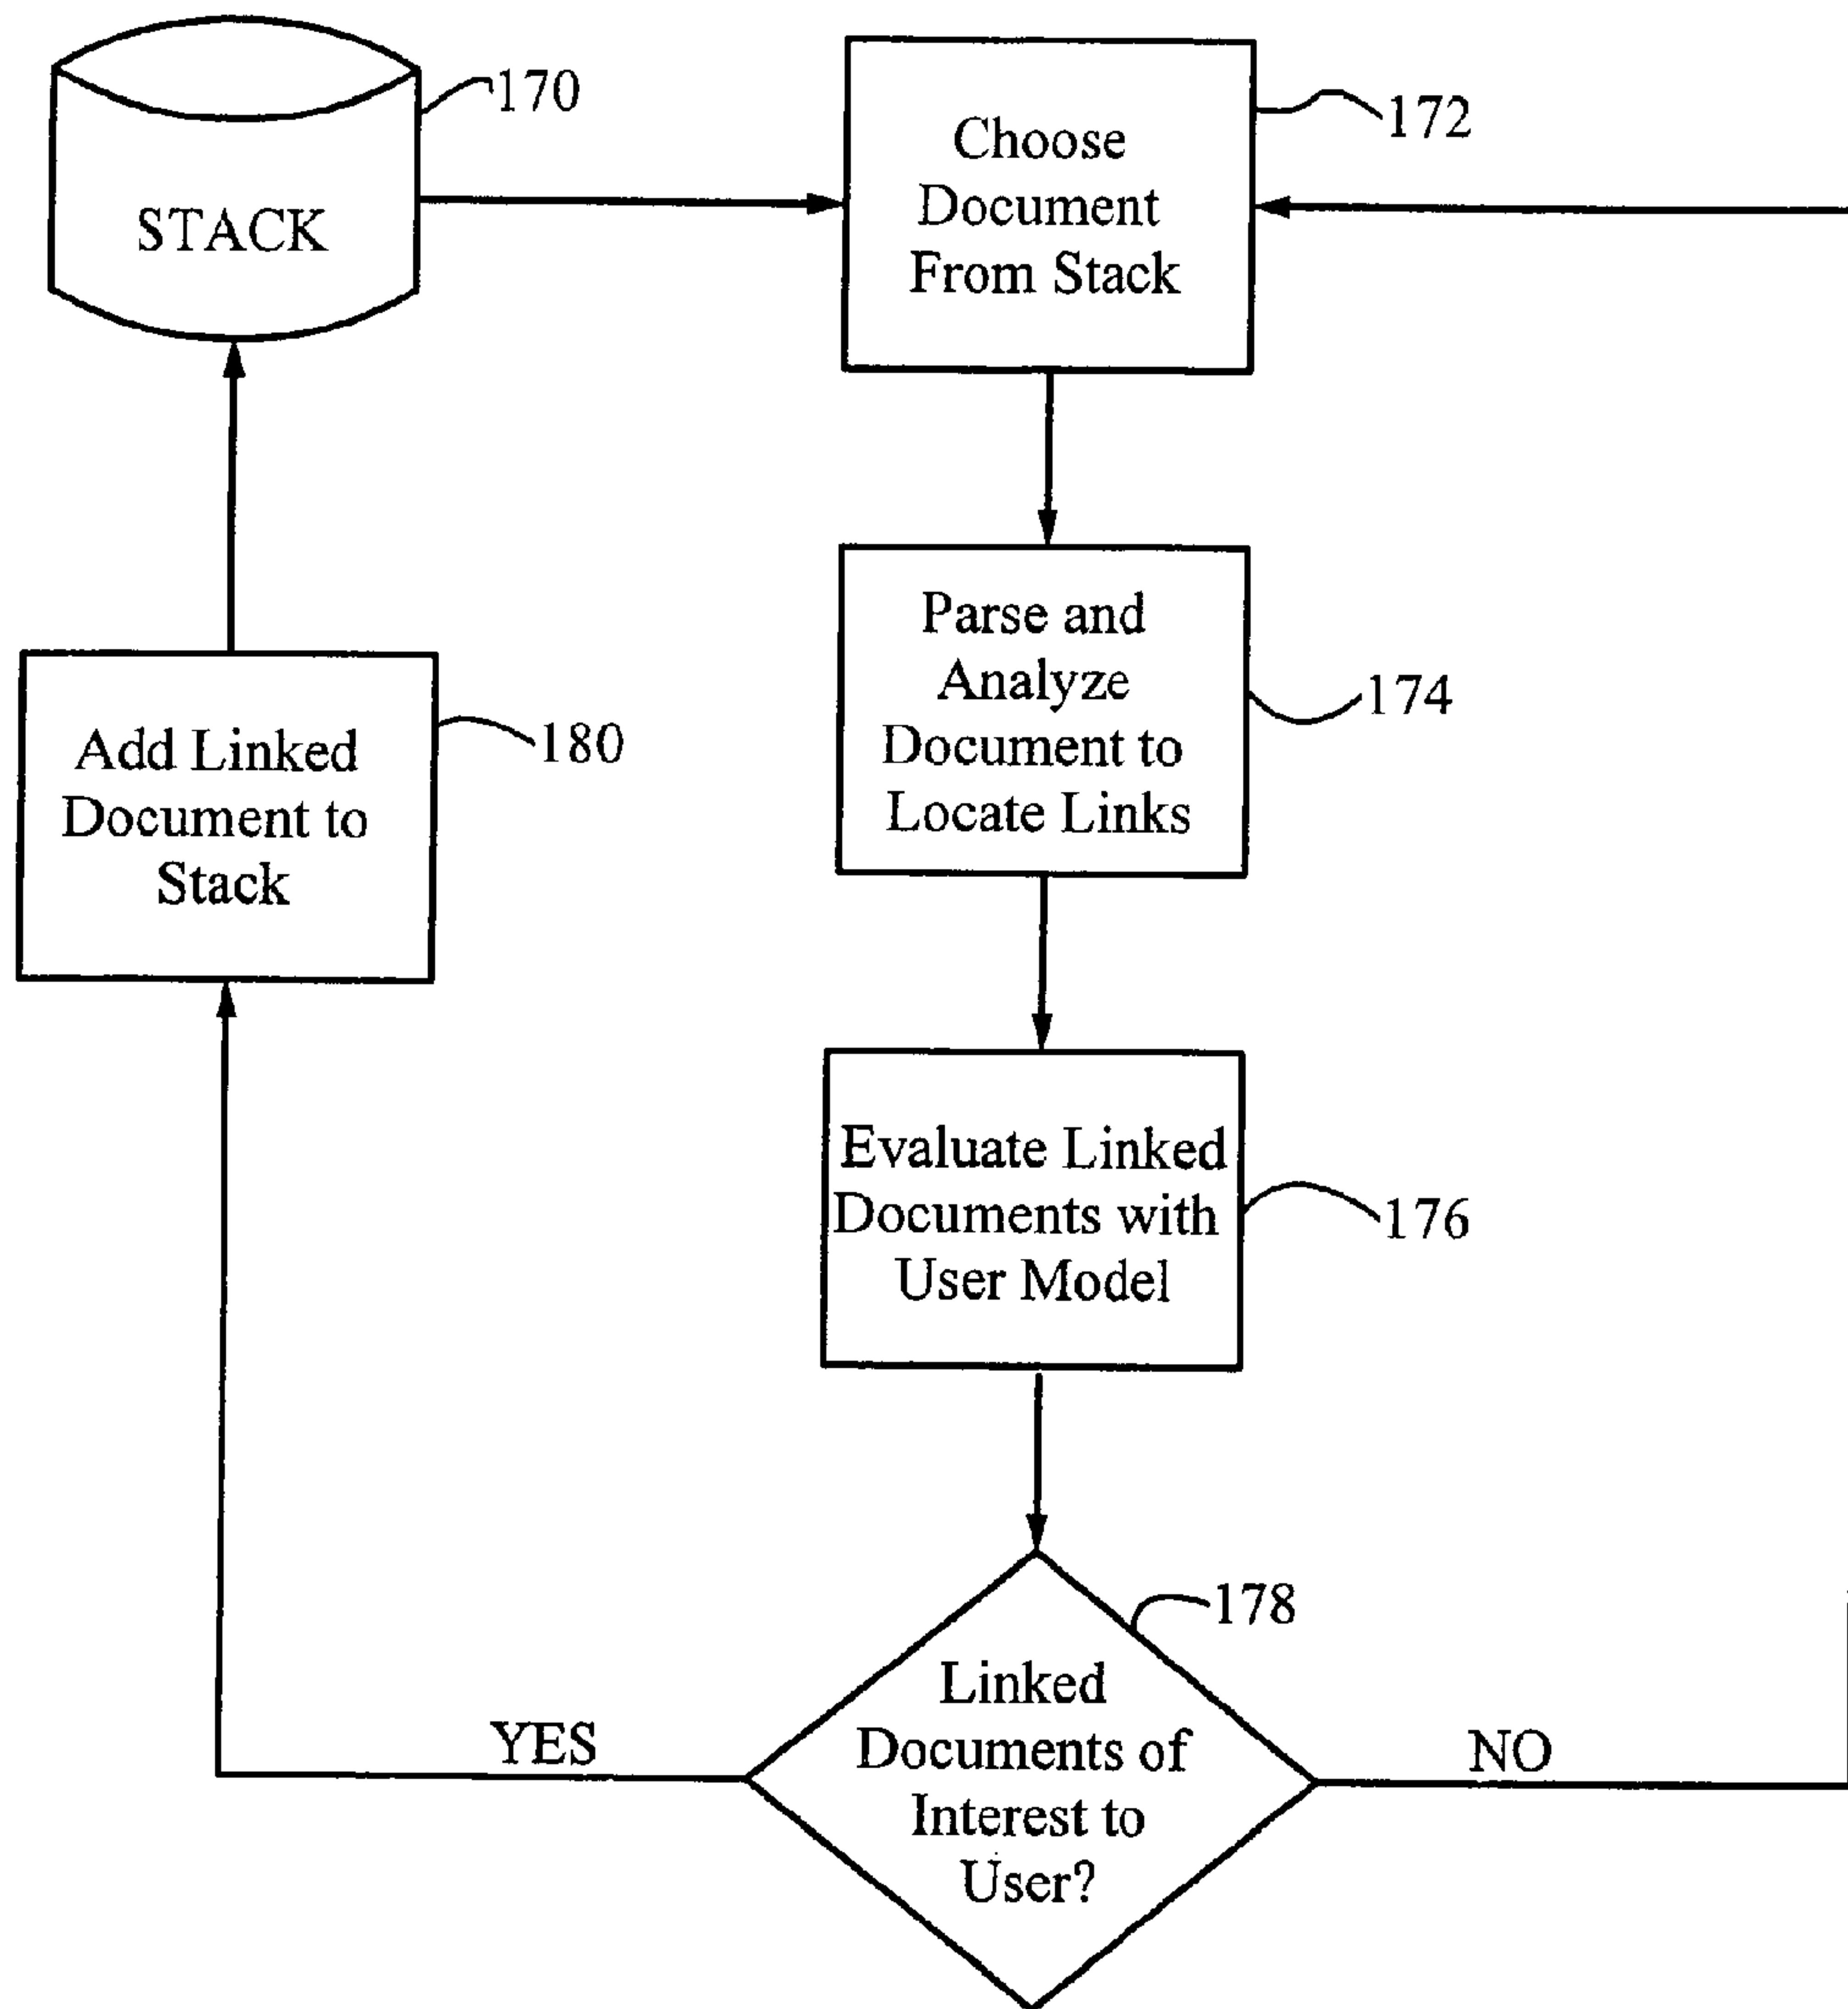 170
STACK
Choose
Document
From Stack
172
Parse and
Analyze
Document to
Locate Links
174
Add Linked
Document to
Stack
180
Evaluate Linked
Documents with
User Model
176
178
Linked
Documents of
Interest to
User?
YES
NO